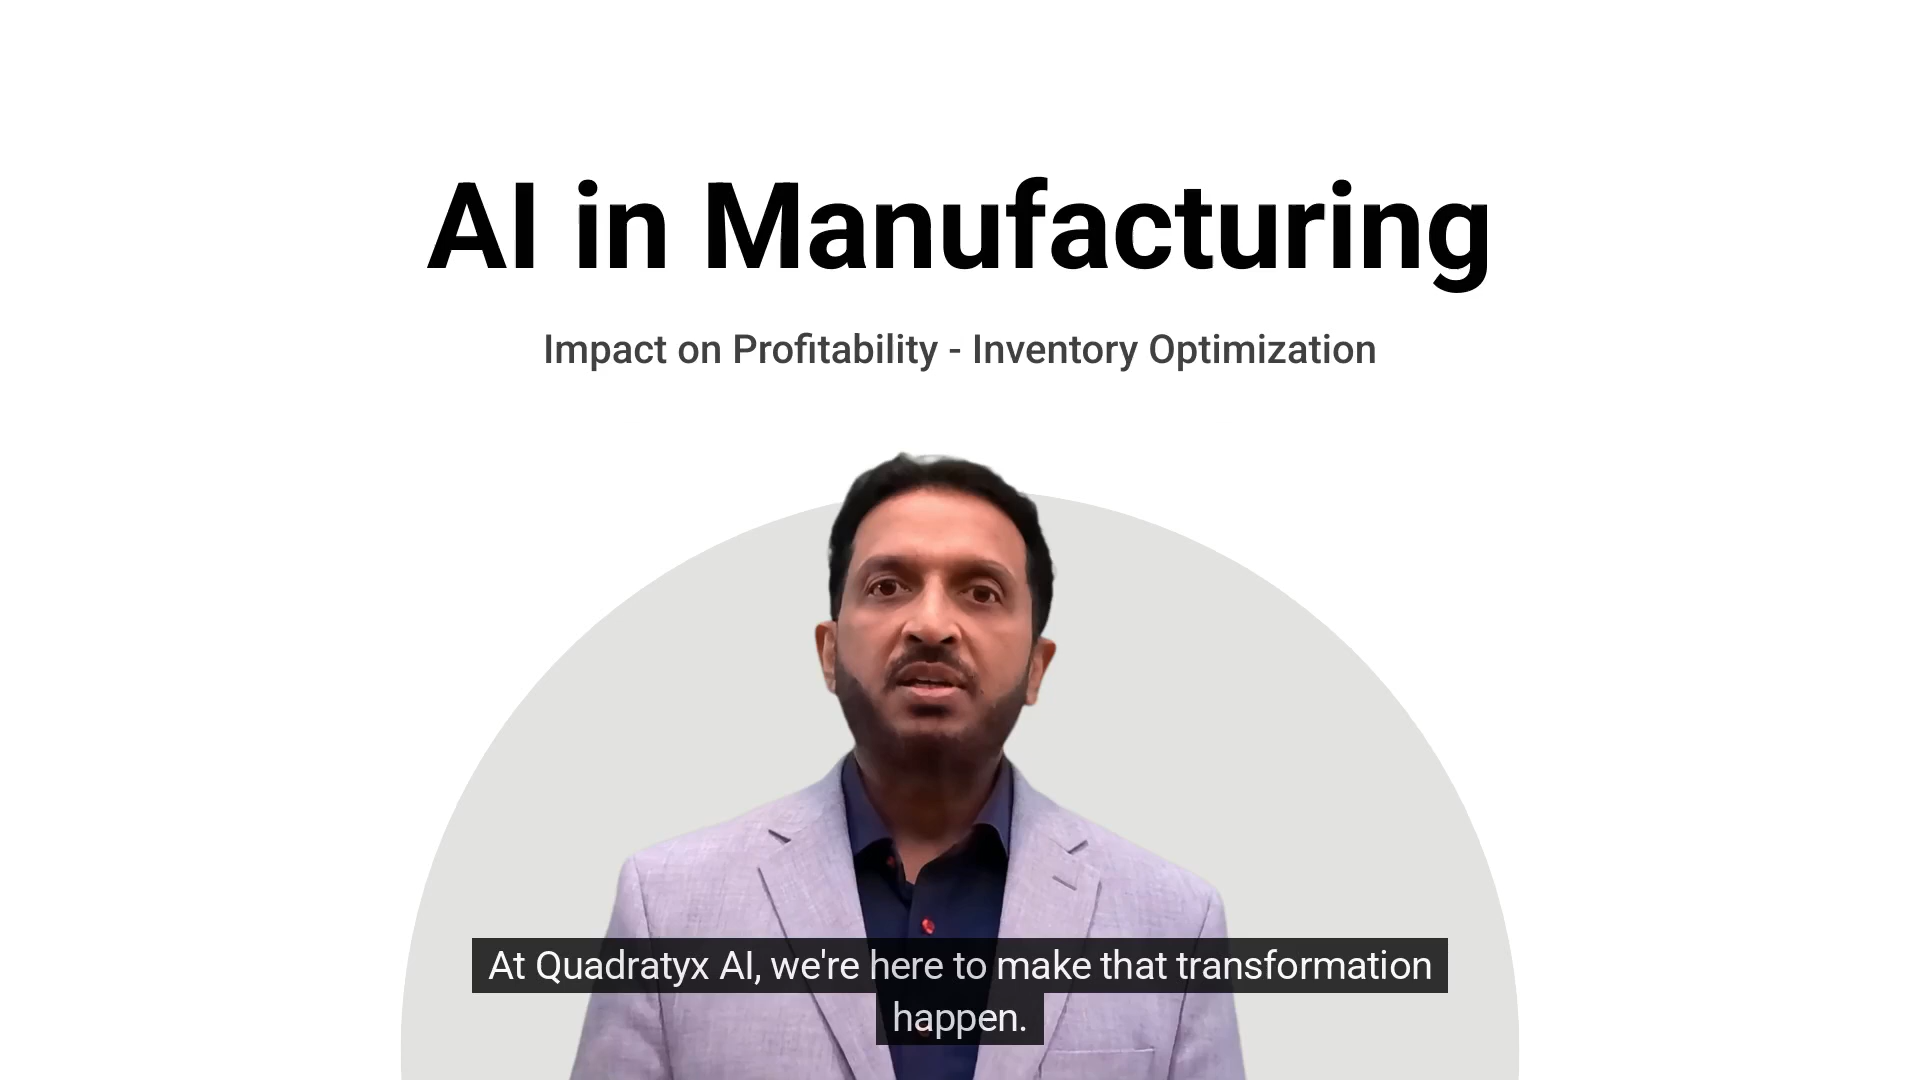 AI in Manufacturing
Impact on Profitability - Inventory Optimization
At Quadratyx AI, we're here to make that transformation
happen.